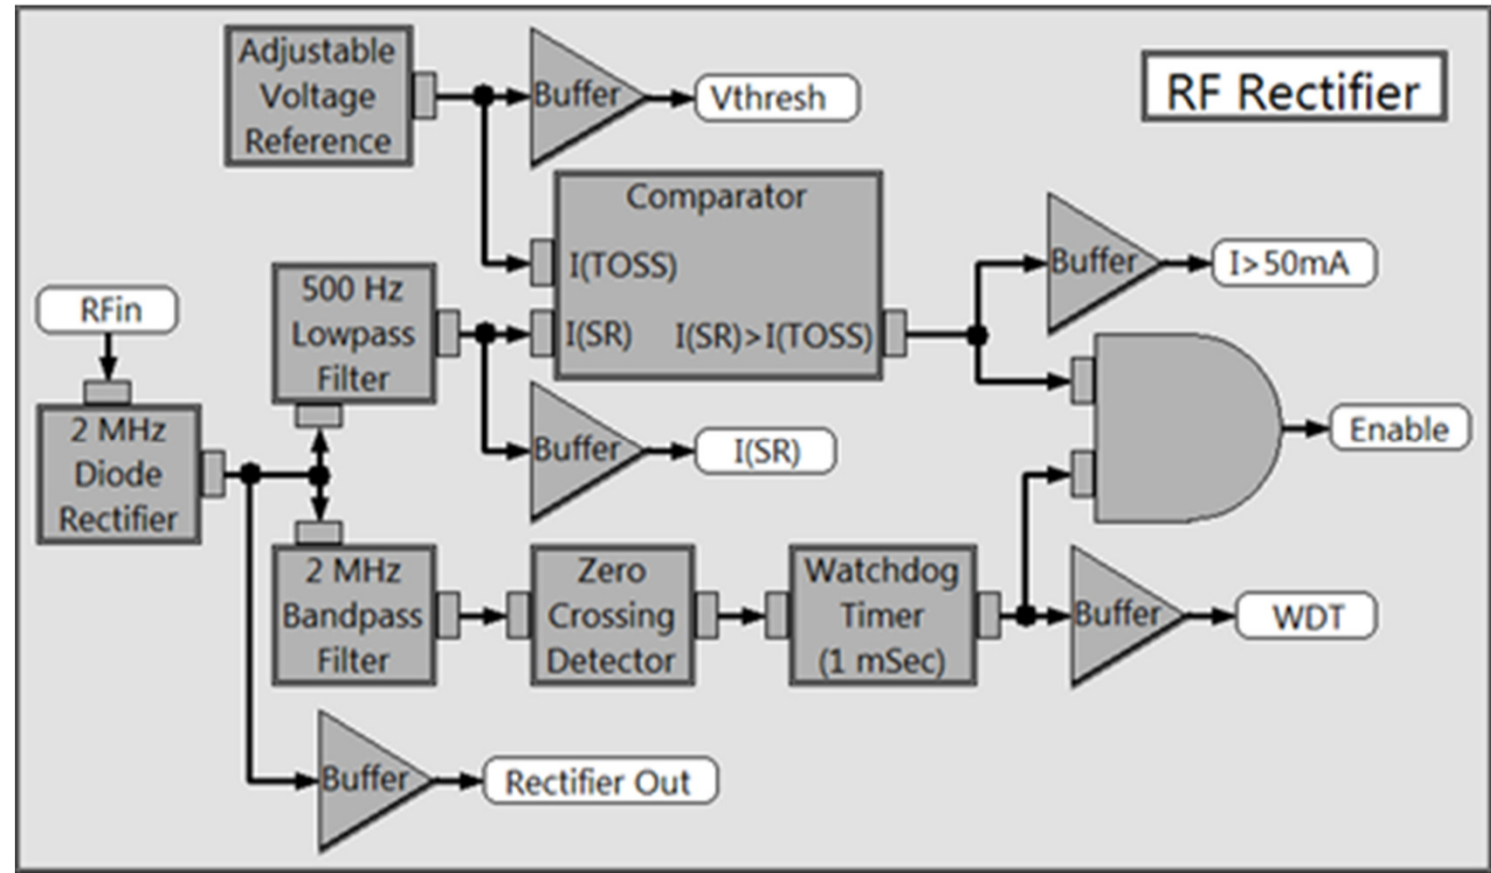 Adjustable
Voltage
Reference
Buffer
Vthresh
RF Rectifier
Comparator
I(TOSS)
I(SR)
I(SR)>I(TOSS)
Buffer
I>50mA
RFin
500 Hz
Lowpass
Filter
2 MHz
Diode
Rectifier
Buffer
I(SR)
Enable
2 MHz
Bandpass
Filter
Zero
Crossing
Detector
Watchdog
Timer
(1 mSec)
Buffer
WDT
Buffer
Rectifier Out